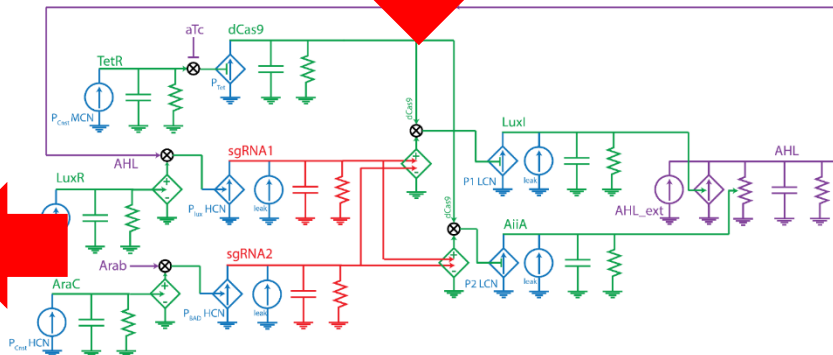 aTc
dCas9
TetR
P_Tet
P_Cnst MCN
dCas9
LuxI
AHL
sgRNA1
AHL
LuxR
P_lux HCN
leak
P1 LCN
leak
AHL_ext
dCas9
AiiA
Arab
sgRNA2
AraC
P_BAD HCN
leak
P2 LCN
leak
P_Cnst HCN